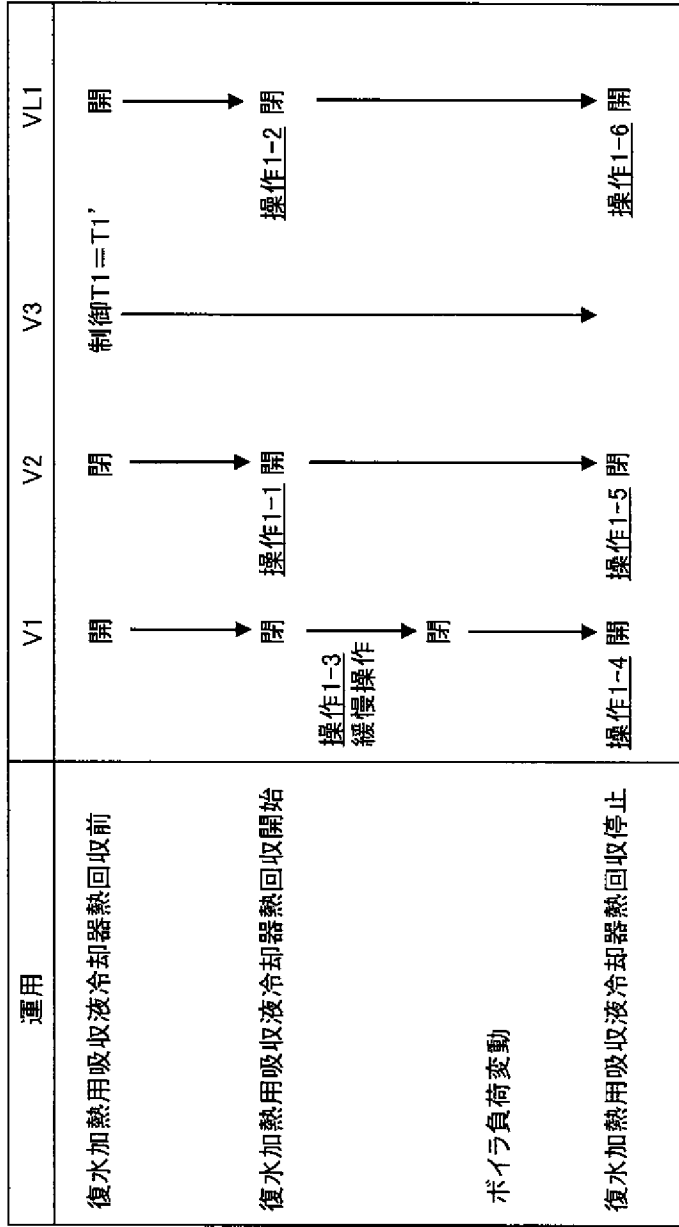 運用 V1 V2 V3 VL1
復水加熱用吸収液冷却器熱回収前 開 閉 制御T1=T1' 開
復水加熱用吸収液冷却器熱回収開始 閉 操作1-1 開 操作1-2 閉
操作1-3
緩慢操作
ボイラ負荷変動 閉
復水加熱用吸収液冷却器熱回収停止 操作1-4 開 操作1-5 閉 操作1-6 開